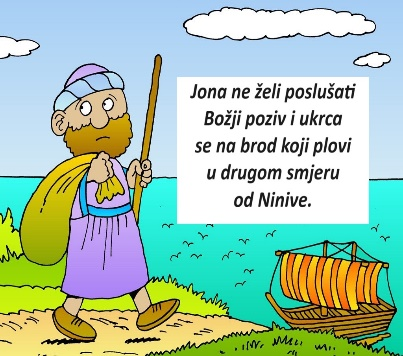 Jona ne želi poslušati
Božji poziv i ukrca
se na brod koji plovi
u drugom smjeru
od Ninive.